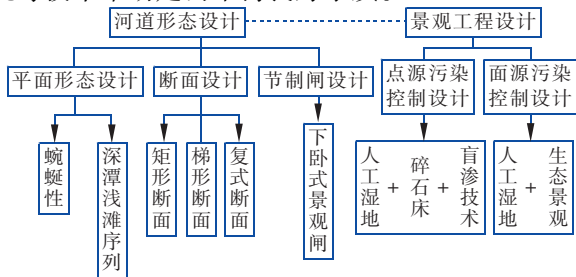 河道形态设计
景观工程设计
平面形态设计
断面设计
节制闸设计
点源污染
控制设计
面源污染
控制设计
蜿蜒性
深潭浅滩序列
矩形断面
梯形断面
复式断面
下卧式景观闸
人工湿地
+
碎石床
+
盲渗技术
人工湿地
+
生态景观